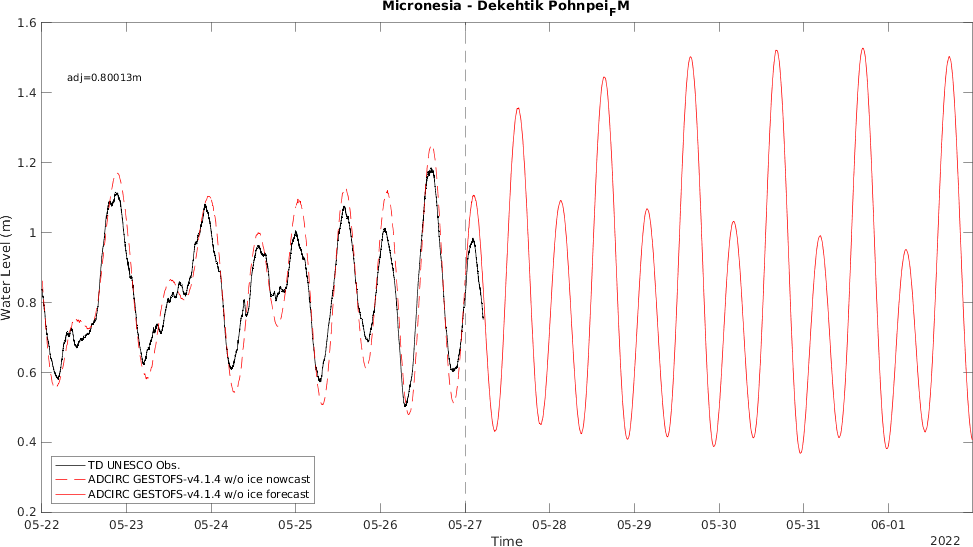 Micronesia - Dekehtik Pohnpei_FM
adj=0.80013m
Water Level (m)
1.6
1.4
1.2
1
0.8
0.6
0.4
0.2
TD UNESCO Obs.
ADCIRC GESTOFS-v4.1.4 w/o ice nowcast
ADCIRC GESTOFS-v4.1.4 w/o ice forecast
05-22 05-23 05-24 05-25 05-26 05-27 05-28 05-29 05-30 05-31 06-01
Time
2022